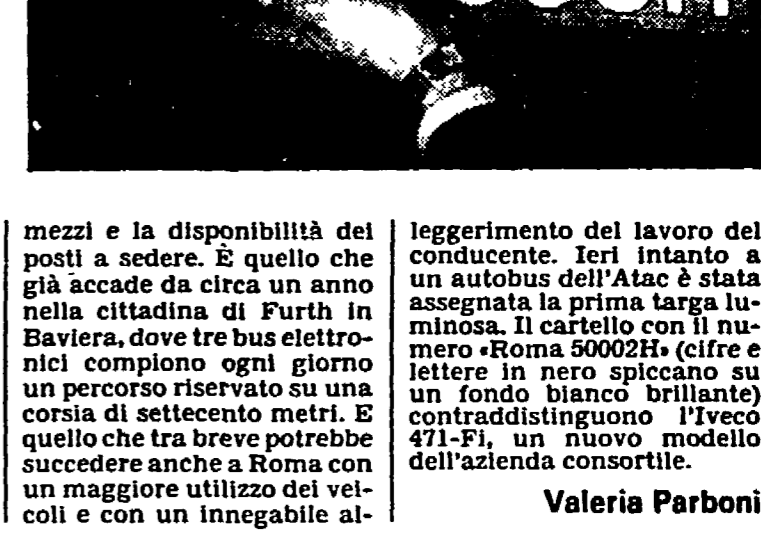 mezzi e la disponibilità dei
posti a sedere. È quello che
già accade da circa un anno
nella cittadina di Furth in
Baviera, dove tre bus elettro-
nici compiono ogni giorno
un percorso riservato su una
corsia di settecento metri. E
quello che tra breve potrebbe
succedere anche a Roma con
un maggiore utilizzo dei vei-
coli e con un innegabile al-
leggerimento del lavoro del
conducente. Ieri intanto a
un autobus dell'Atac è stata
assegnata la prima targa lu-
minosa. Il cartello con il nu-
mero «Roma 50002H» (cifre e
lettere in nero spiccano su
un fondo bianco brillante)
contraddistinguono l'Iveco
471-Fi, un nuovo modello
dell'azienda consortile.
Valeria Parboni